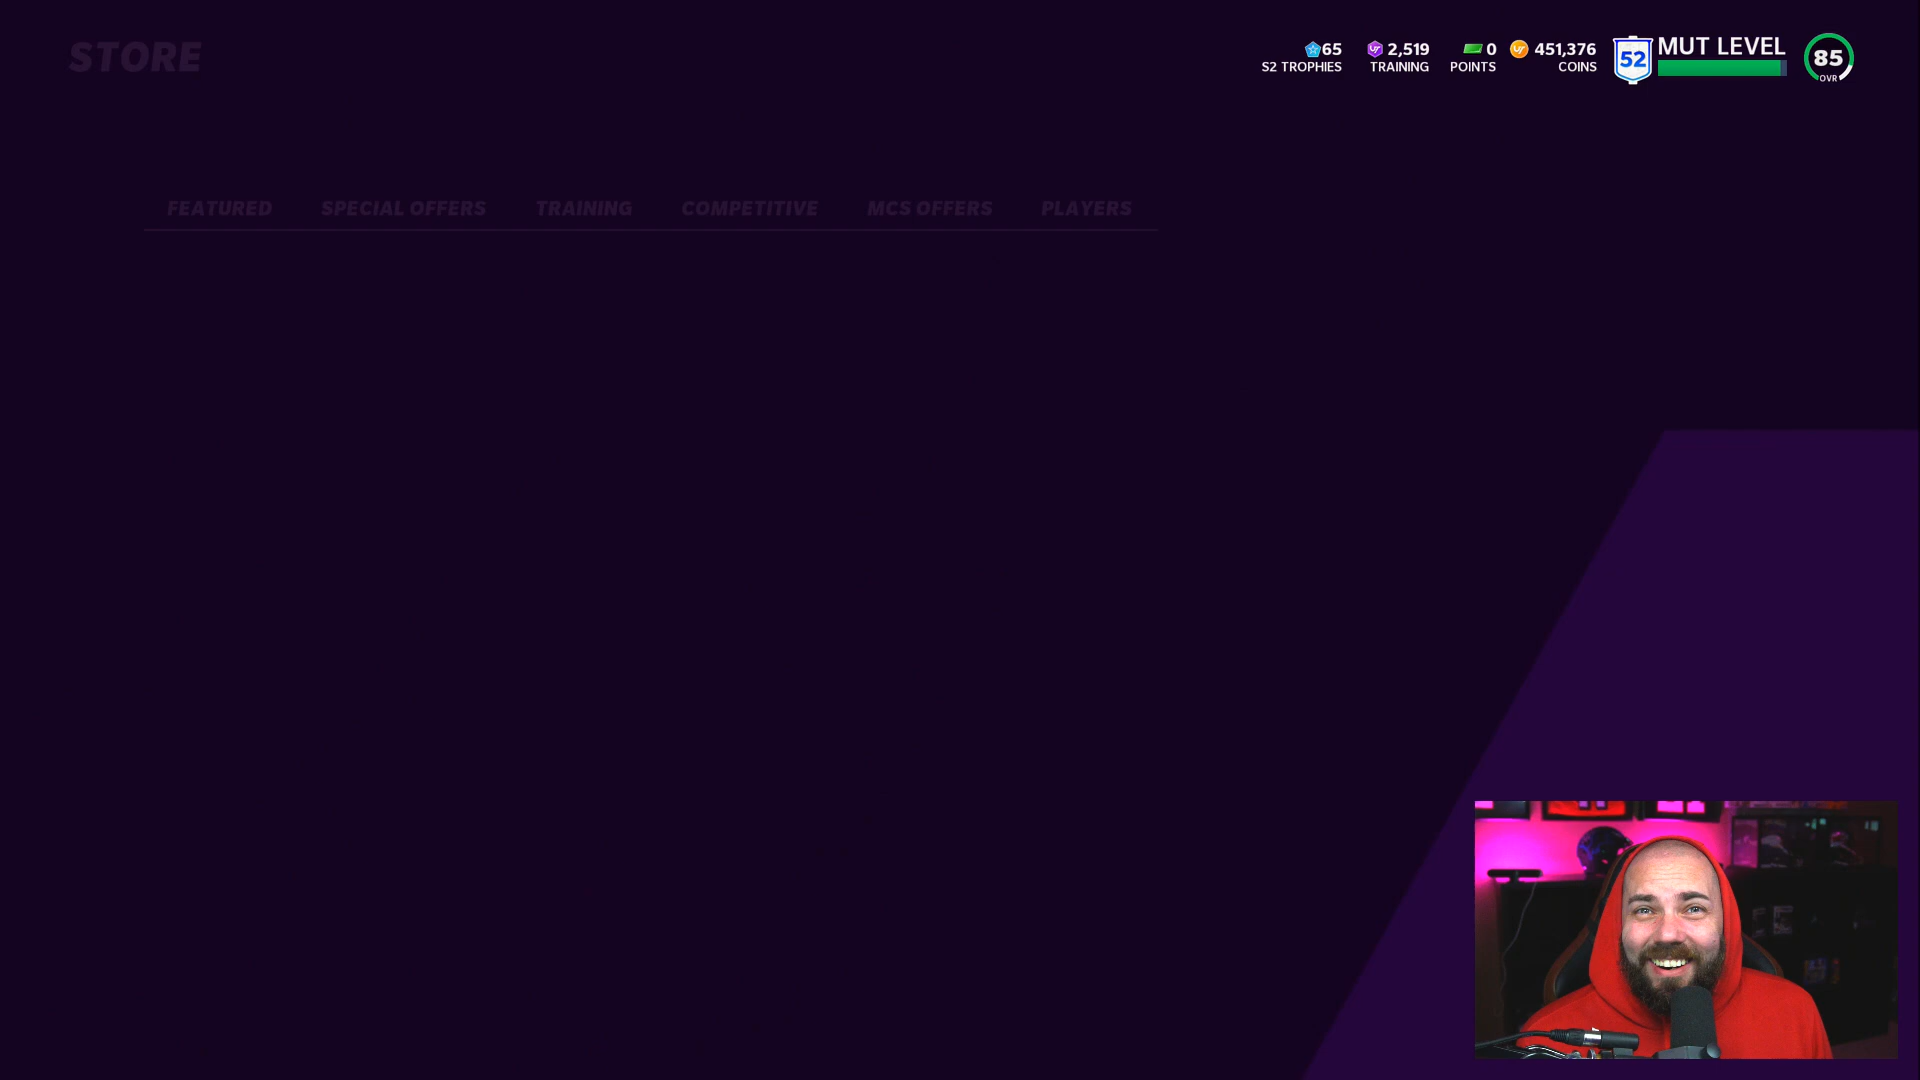 STORE
65
S2 TROPHIES
2,519
TRAINING
0
POINTS
451,376
COINS
52
MUT LEVEL
85
OVR
FEATURED SPECIAL OFFERS TRAINING COMPETITIVE MCS OFFERS PLAYERS